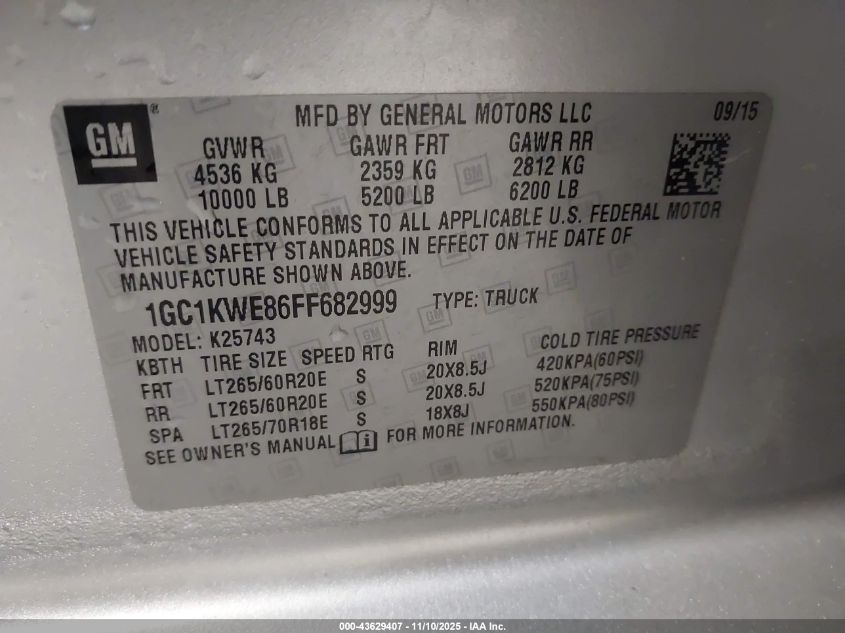 GM ® MFD BY GENERAL MOTORS LLC 09/15
GVWR GAWR FRT GAWR RR
4536 KG 2359 KG 2812 KG
10000 LB 5200 LB 6200 LB
THIS VEHICLE CONFORMS TO ALL APPLICABLE U.S. FEDERAL MOTOR
VEHICLE SAFETY STANDARDS IN EFFECT ON THE DATE OF
MANUFACTURE SHOWN ABOVE.
1GC1KWE86FF682999 TYPE: TRUCK
MODEL: K25743
KBTH TIRE SIZE SPEED RTG RIM COLD TIRE PRESSURE
FRT LT265/60R20E S 20X8.5J 420KPA(60PSI)
RR LT265/60R20E S 20X8.5J 520KPA(75PSI)
SPA LT265/70R18E S 18X8J 550KPA(80PSI)
SEE OWNER'S MANUAL i FOR MORE INFORMATION.
000-43629407 - 11/10/2025 - IAA Inc.